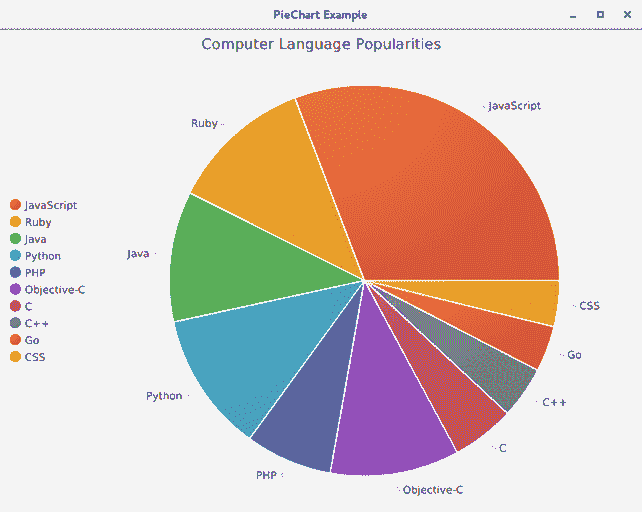 PieChart Example
Computer Language Popularities
JavaScript
Ruby
Java
Python
PHP
Objective-C
C
C++
Go
CSS
JavaScript
Ruby
Java
Python
PHP
Objective-C
C
C++
Go
CSS